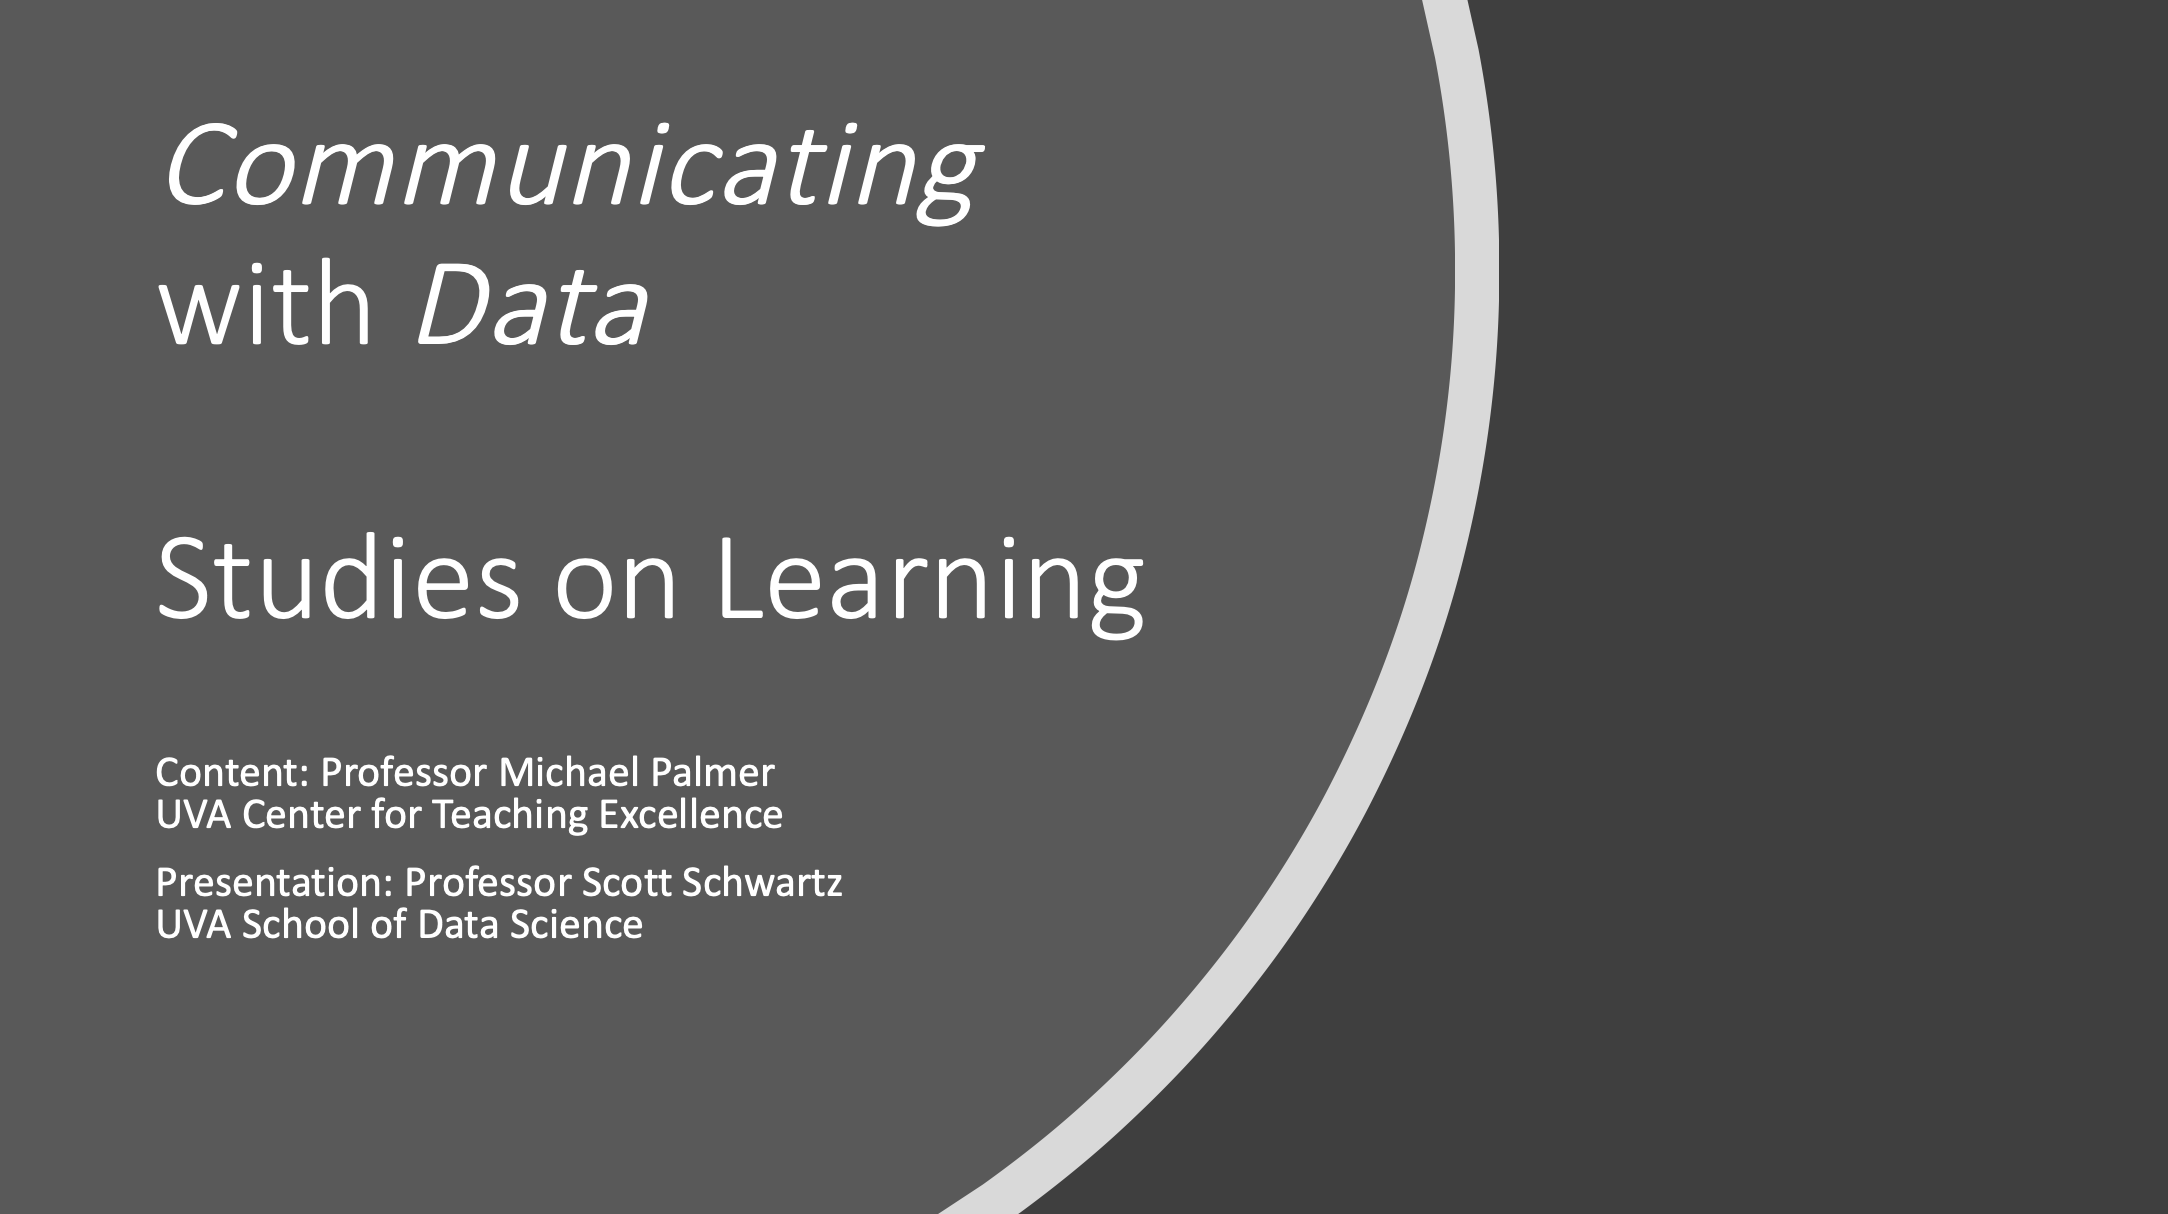 Communicating
with Data
Studies on Learning
Content: Professor Michael Palmer
UVA Center for Teaching Excellence
Presentation: Professor Scott Schwartz
UVA School of Data Science